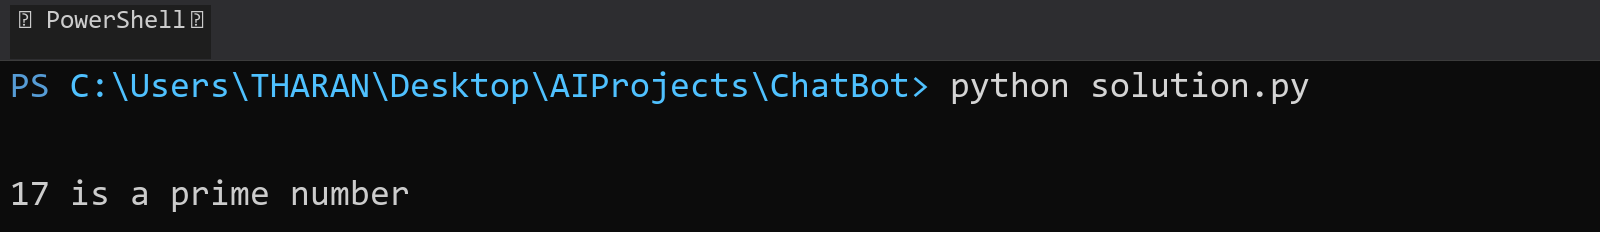 PowerShell
PS C:\Users\THARAN\Desktop\AIProjects\ChatBot> python solution.py
17 is a prime number